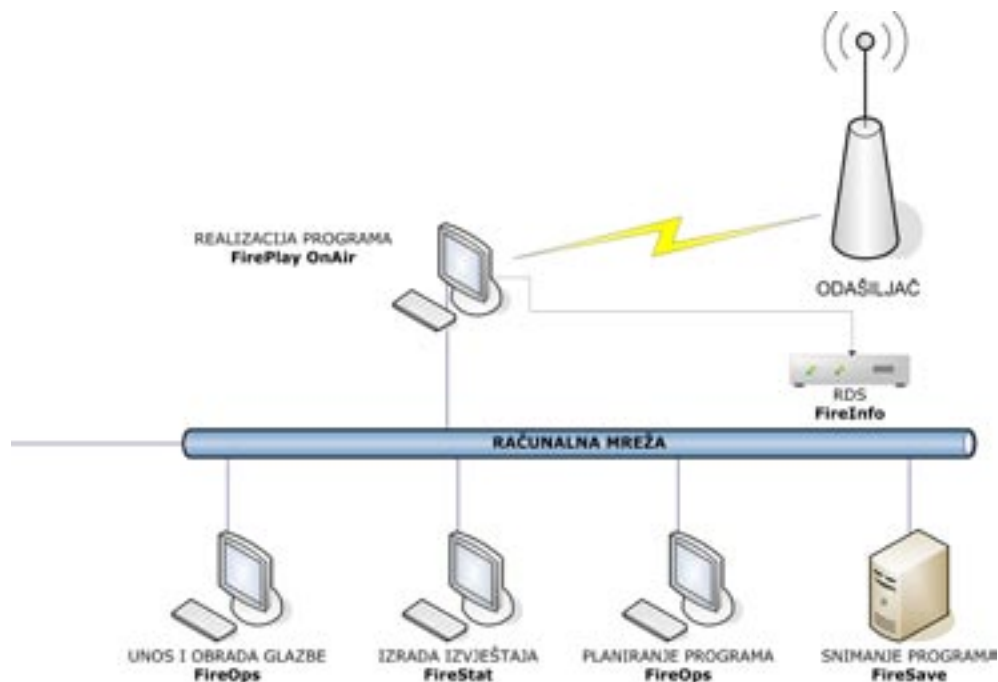 REALIZACIJA PROGRAMA
FirePlay OnAir
ODAŠILJAČ
RDS
FireInfo
RAČUNALNA MREŽA
UNOS I OBRADA GLAZBE
FireOps
IZRADA IZVJEŠTAJA
FireStat
PLANIRANJE PROGRAMA
FireOps
SNIMANJE PROGRAMA
FireSave